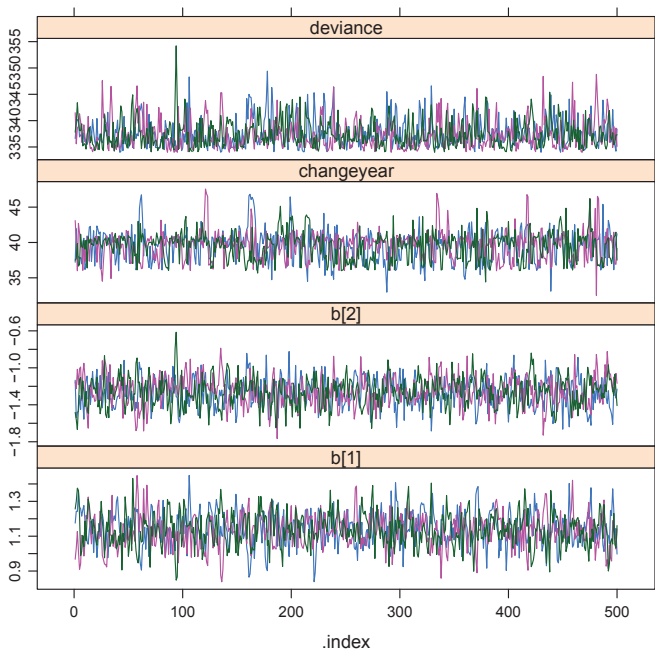 deviance
335340345350355
changeyear
35 40 45
b[2]
−1.8 −1.4 −1.0 −0.6
b[1]
0.9 1.1 1.3
0 100 200 300 400 500
.index